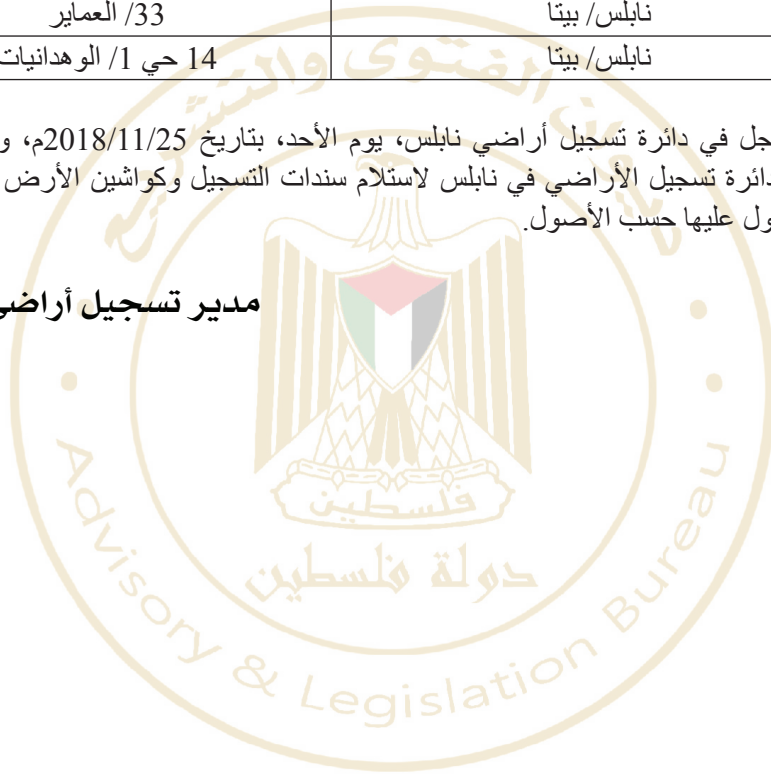 نابلس/ بيتا 33/ العماير
نابلس/ بيتا 14 حي 1/ الوهدانيات
جل في دائرة تسجيل أراضي نابلس، يوم الأحد، بتاريخ 2018/11/25م، و
دائرة تسجيل الأراضي في نابلس لاستلام سندات التسجيل وكواشين الأرض
ول عليها حسب الأصول.
مدير تسجيل أراضي
فلسطين
دولة فلسطين
Advisory & Legislation Bureau